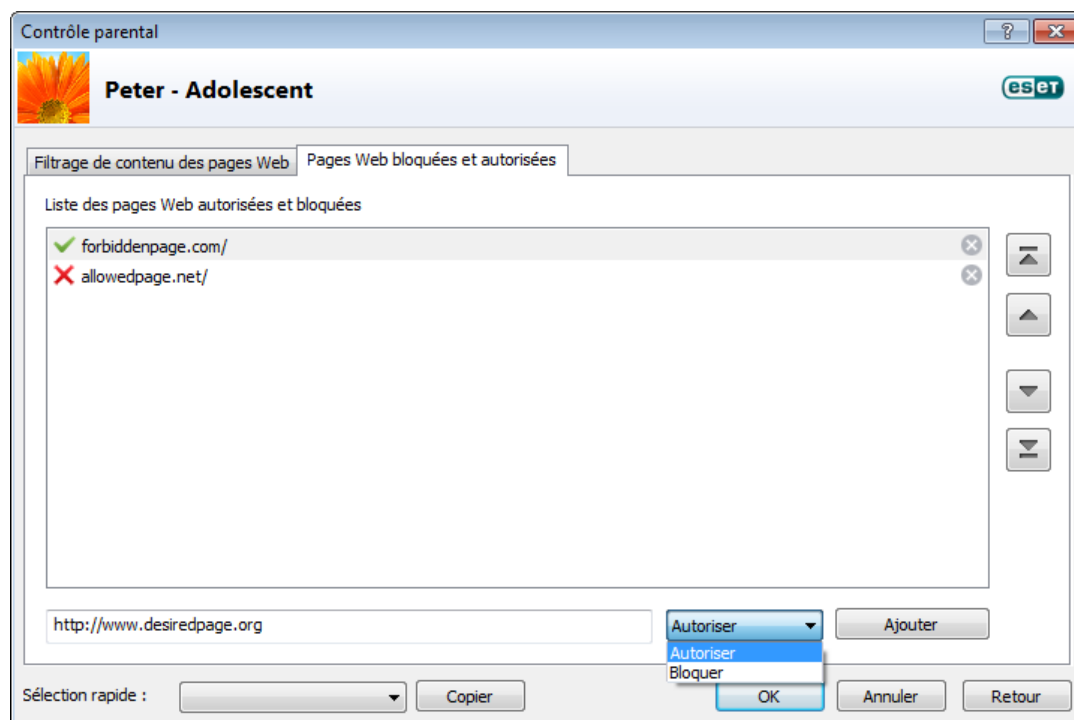 Contrôle parental
Peter - Adolescent
eseT
Filtrage de contenu des pages Web
Pages Web bloquées et autorisées
Liste des pages Web autorisées et bloquées
forbiddenpage.com/
allowedpage.net/
http://www.desiredpage.org
Autoriser
Ajouter
Autoriser
Bloquer
Sélection rapide :
Copier
OK
Annuler
Retour